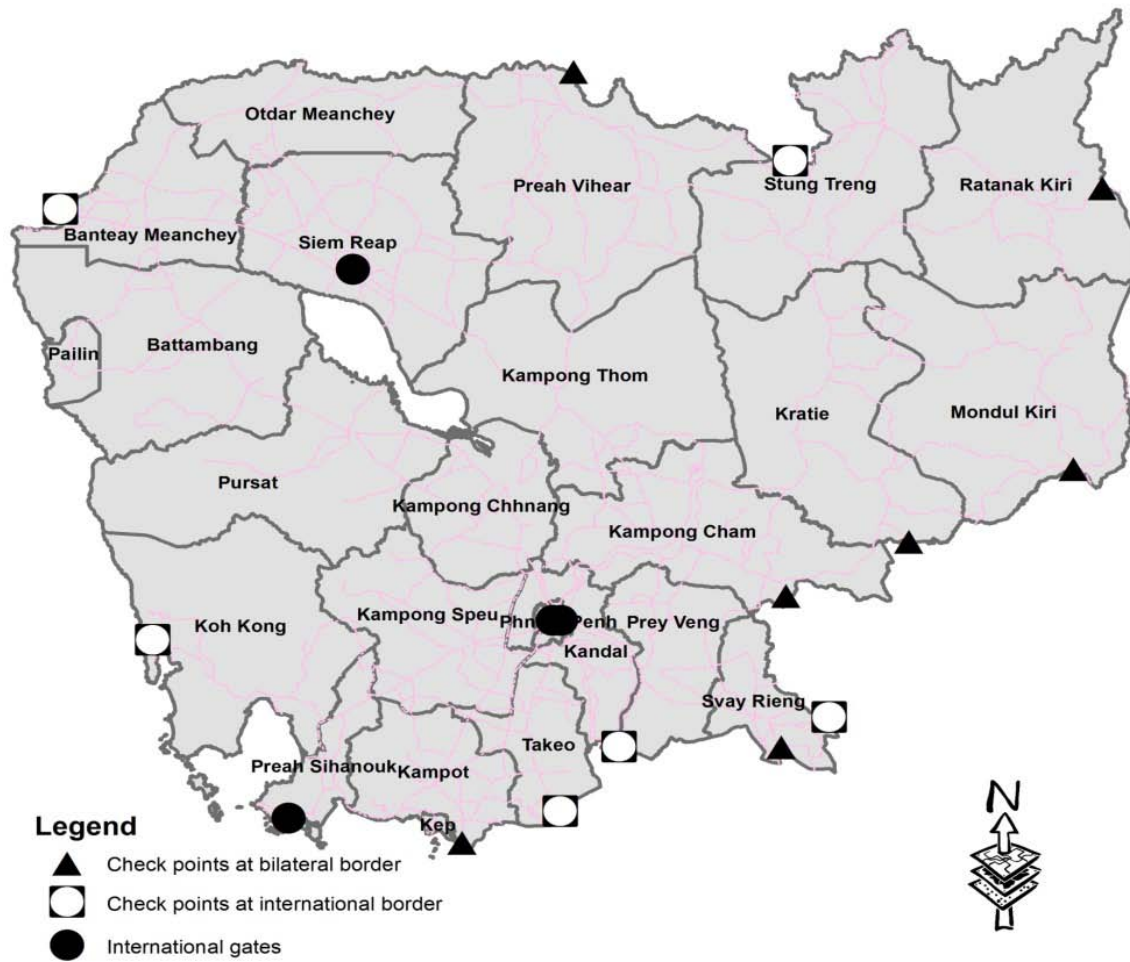 Otdar Meanchey
Preah Vihear
Stung Treng
Ratanak Kiri
Banteay Meanchey
Siem Reap
Pailin
Battambang
Kampong Thom
Kratie
Mondul Kiri
Pursat
Kampong Chhnang
Kampong Cham
Koh Kong
Kampong Speu
Penh
Prey Veng
Kandal
Svay Rieng
Takeo
Preah Sihanouk
Kampot
Kep
N
Legend
Check points at bilateral border
Check points at international border
International gates